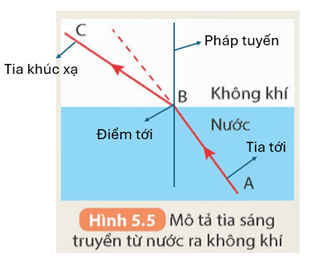 C
Pháp tuyến
Tia khúc xạ
B
Không khí
Điểm tới
Nước
Tia tới
A
Hình 5.5 Mô tả tia sáng
truyền từ nước ra không khí